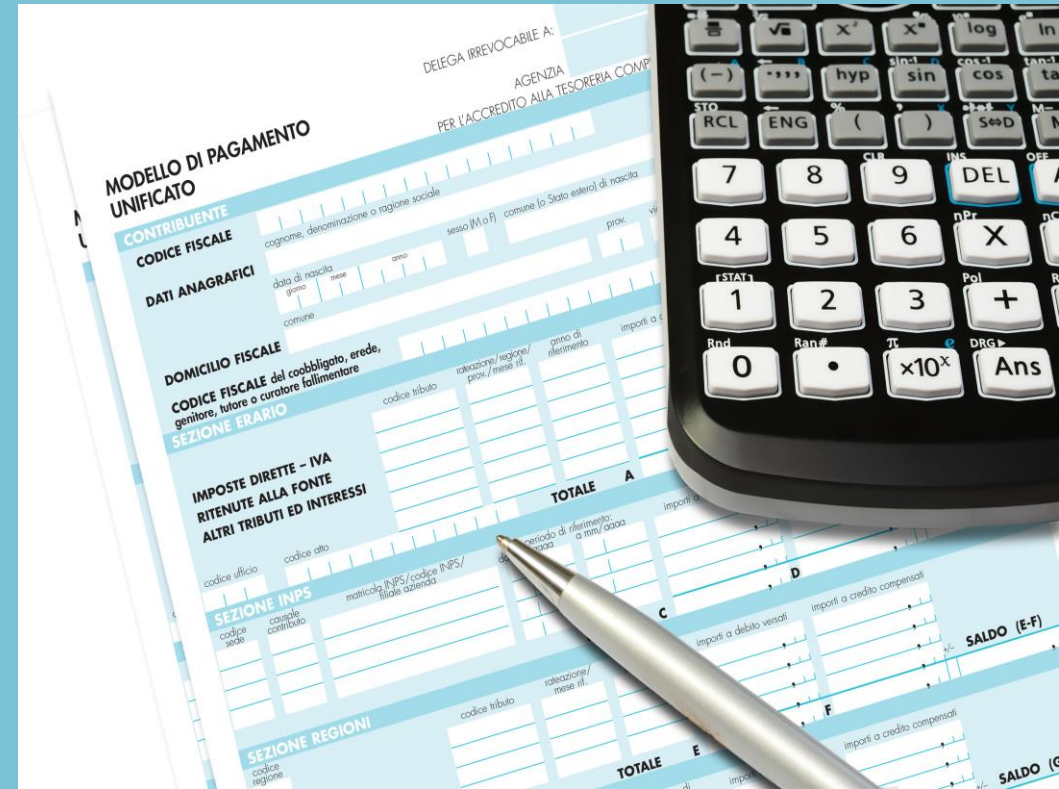 DELEGA IRREVOCABILE A:
AGENZIA
PER L'ACCREDITO ALLA TESORERIA
MODELLO DI PAGAMENTO
UNIFICATO
CONTRIBUENTE
CODICE FISCALE
cognome, denominazione o ragione sociale
sesso (M o F) comune (o Stato estero) di nascita
prov.
DATI ANAGRAFICI
data di nascita
giorno mese anno
comune
DOMICILIO FISCALE
CODICE FISCALE del coobbligato, erede,
genitore, tutore o curatore fallimentare
SEZIONE ERARIO
codice tributo
rateazione/regione/
prov./mese rif.
anno di
riferimento
importi a
IMPOSTE DIRETTE – IVA
RITENUTE ALLA FONTE
ALTRI TRIBUTI ED INTERESSI
codice ufficio
codice atto
TOTALE A
SEZIONE INPS
codice
sede
causale
contributo
matricola INPS/codice INPS/
filiale azienda
periodo di riferimento:
a mm/aaaa
importi a
C
D
SEZIONE REGIONI
codice
regione
codice tributo
rateazione/
mese rif.
importi a debito versati
importi a credito compensati
+/–
SALDO (E-F)
TOTALE E
F
importi a credito compensati
+/–
SALDO
√ x² log
(–) hyp sin cos
STO
RCL ENG ( ) S⇔D
CLR INS OFF
7 8 9 DEL
nPr
4 5 6 X
[STAT] Pol
1 2 3 +
Rnd Ran# π e DRG▸
0 • ×10ˣ Ans